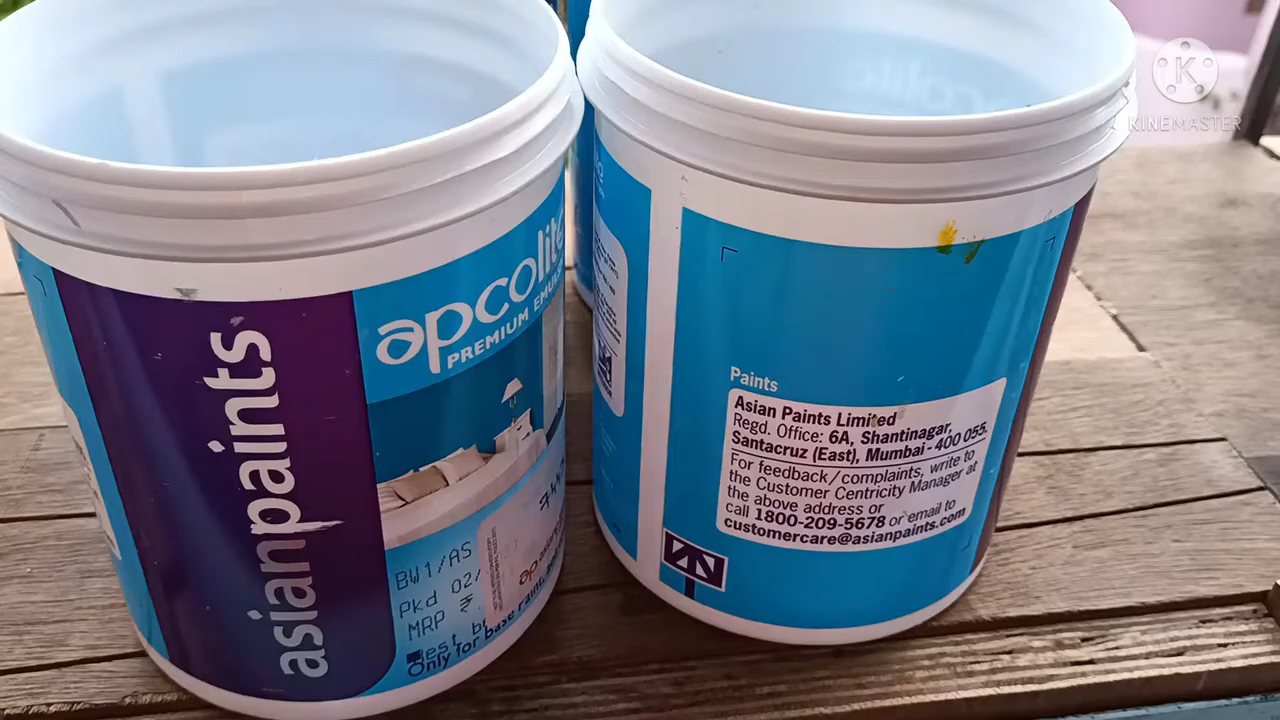 asianpaints
apcolite
PREMIUM
BW1/AS
Pkd 02/
MRP ₹
Only for base
Paints
Asian Paints Limited
Regd. Office: 6A, Shantinagar,
Santacruz (East), Mumbai - 400 055.
For feedback/complaints, write to
the Customer Centricity Manager at
the above address or
call 1800-209-5678 or email to
customercare@asianpaints.com
K
KINEMASTER